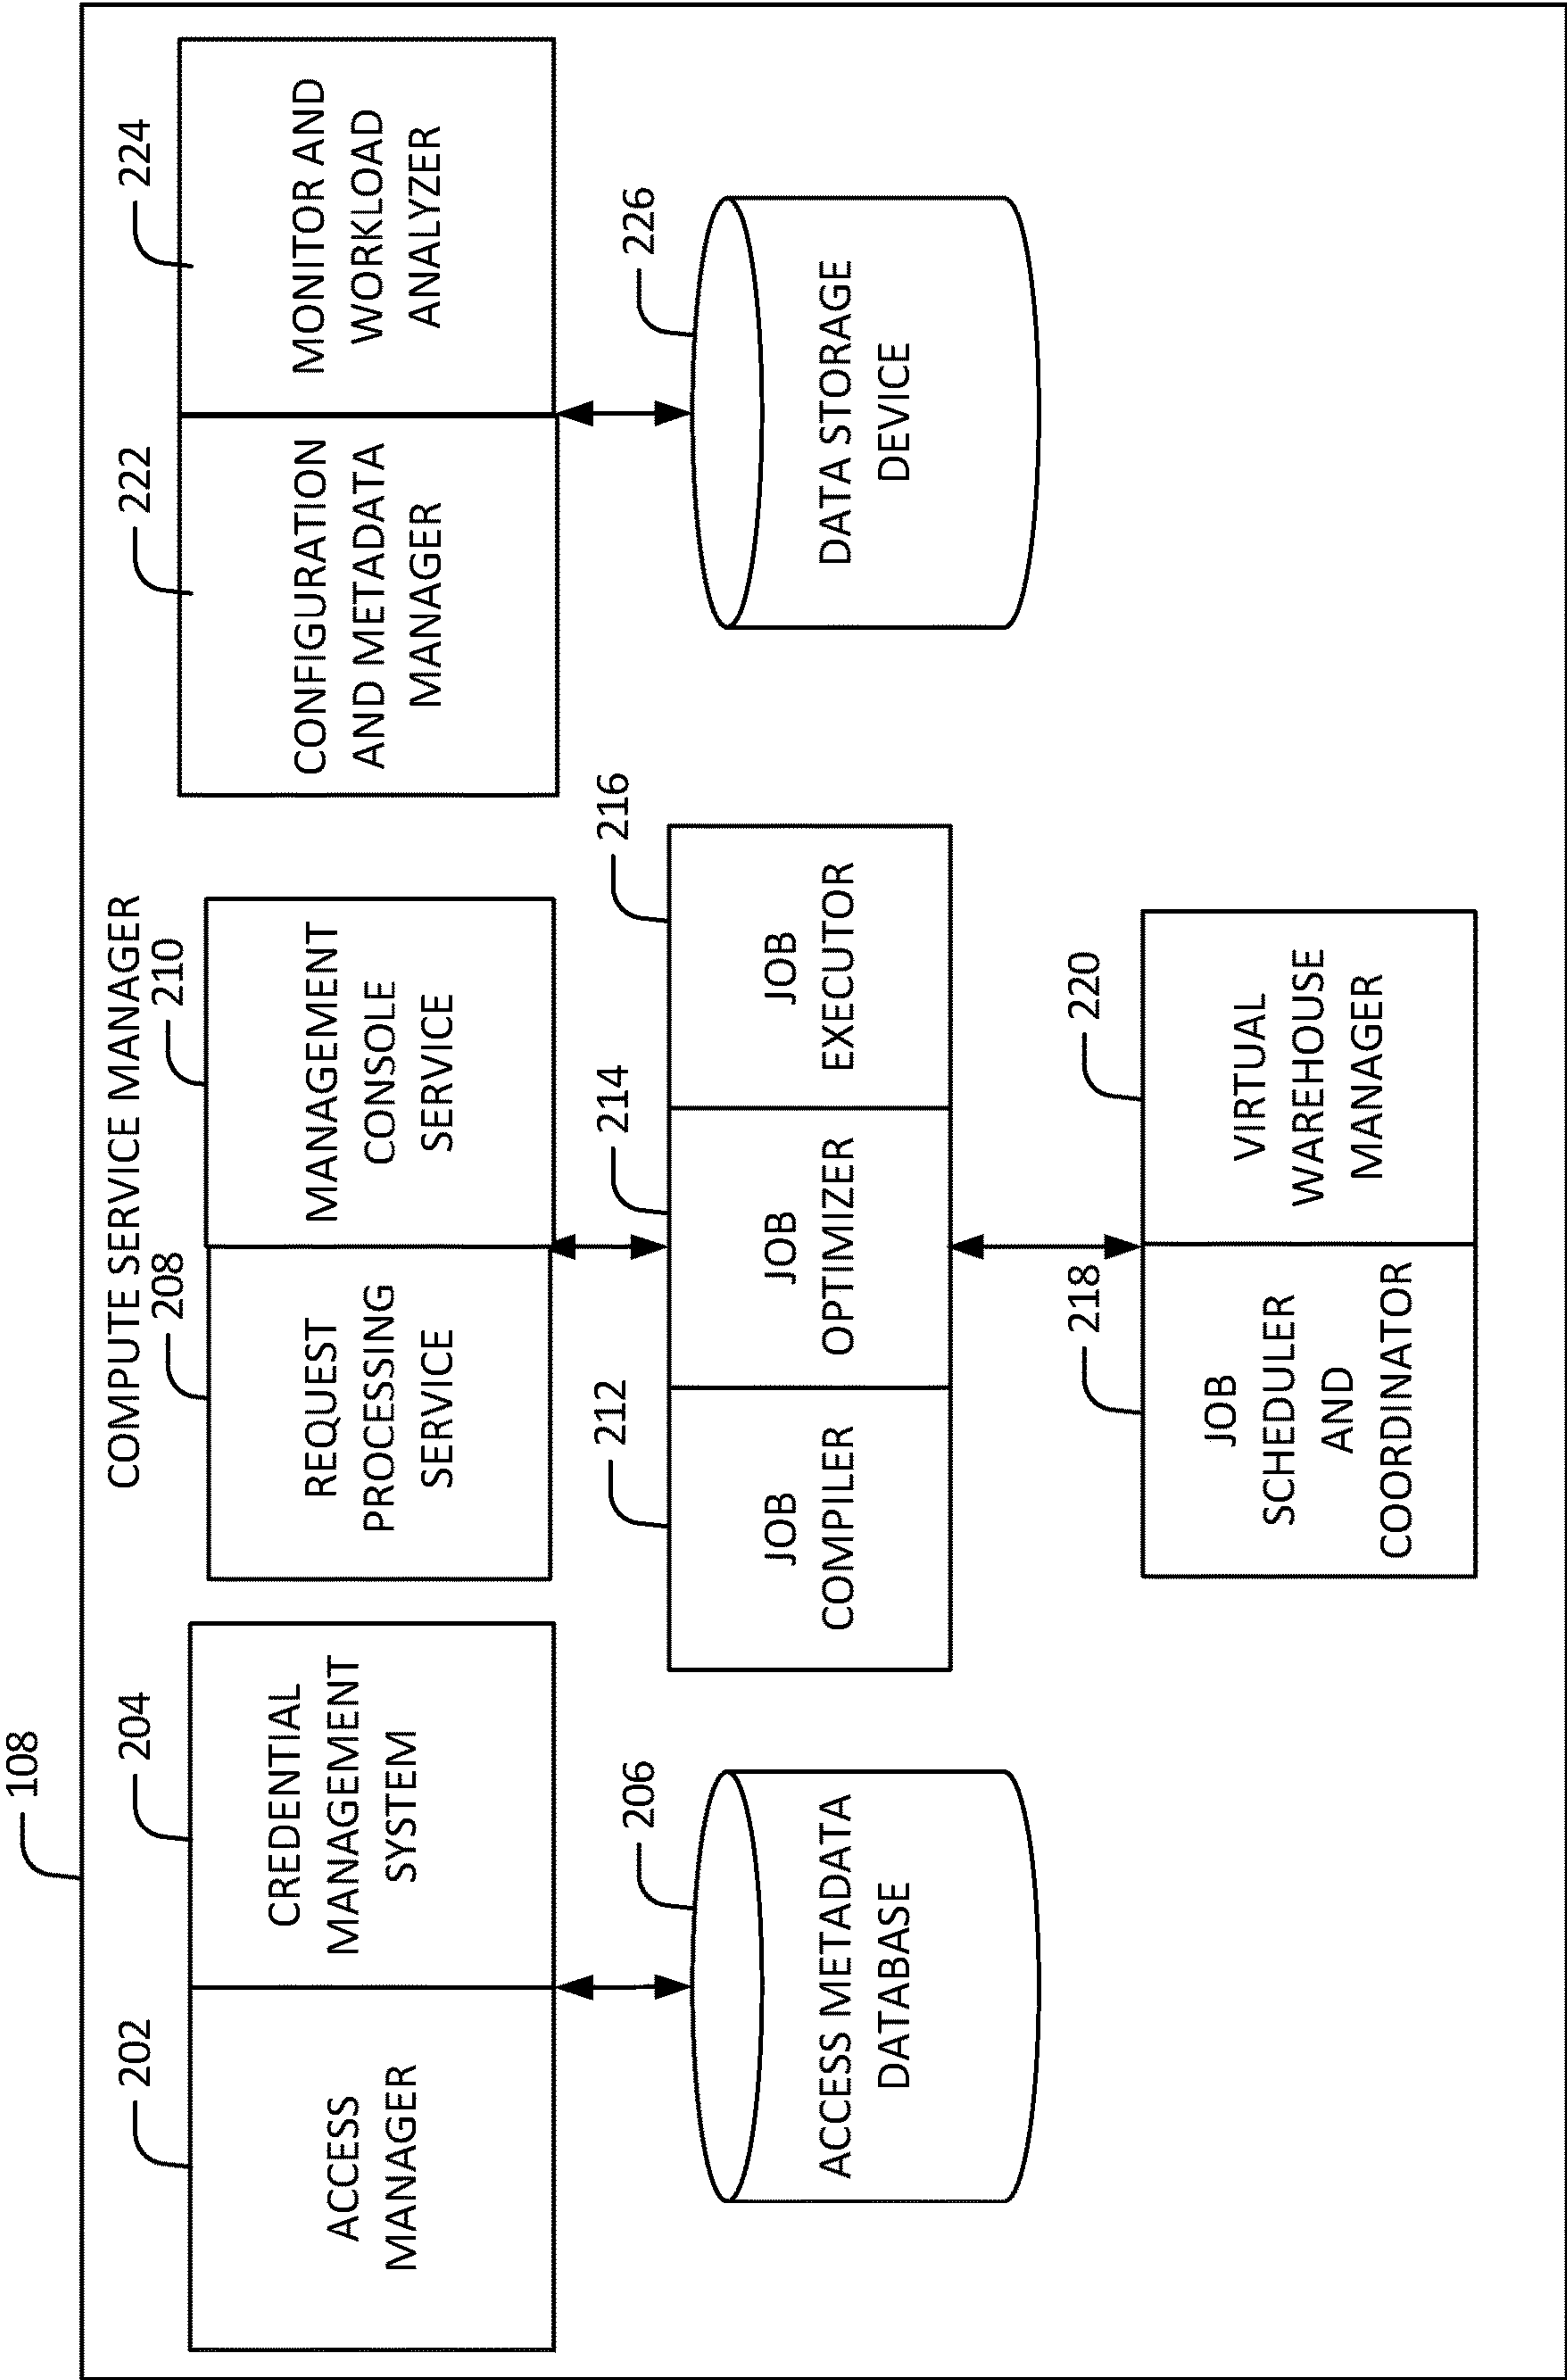 108
COMPUTE SERVICE MANAGER
202
204
ACCESS
MANAGER
CREDENTIAL
MANAGEMENT
SYSTEM
206
ACCESS METADATA
DATABASE
208
210
REQUEST
PROCESSING
SERVICE
MANAGEMENT
CONSOLE
SERVICE
212
214
216
JOB
COMPILER
JOB
OPTIMIZER
JOB
EXECUTOR
218
220
JOB
SCHEDULER
AND
COORDINATOR
VIRTUAL
WAREHOUSE
MANAGER
222
224
CONFIGURATION
AND METADATA
MANAGER
MONITOR AND
WORKLOAD
ANALYZER
226
DATA STORAGE
DEVICE